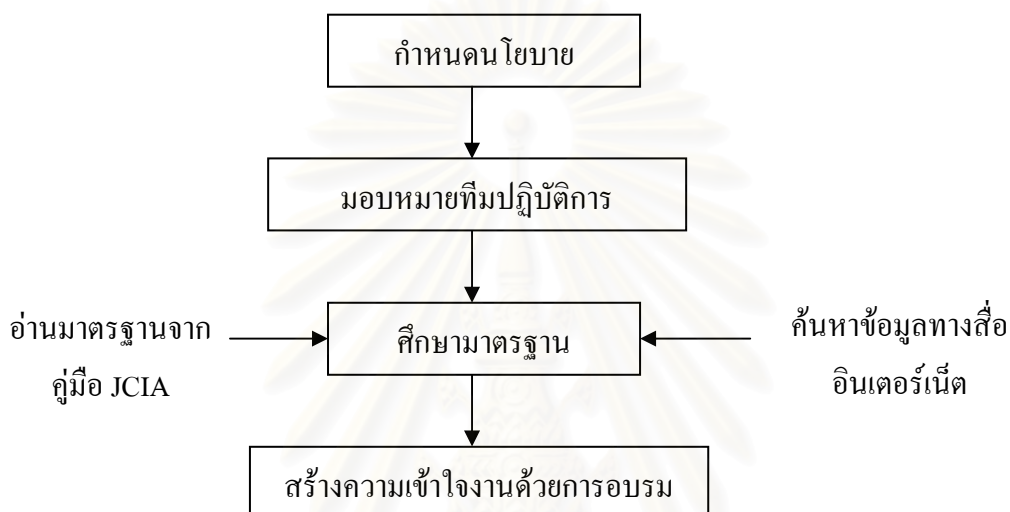 กำหนดนโยบาย
มอบหมายทีมปฏิบัติการ
อ่านมาตรฐานจาก
คู่มือ JCIA
ศึกษามาตรฐาน
ค้นหาข้อมูลทางสื่อ
อินเตอร์เน็ต
สร้างความเข้าใจงานด้วยการอบรม